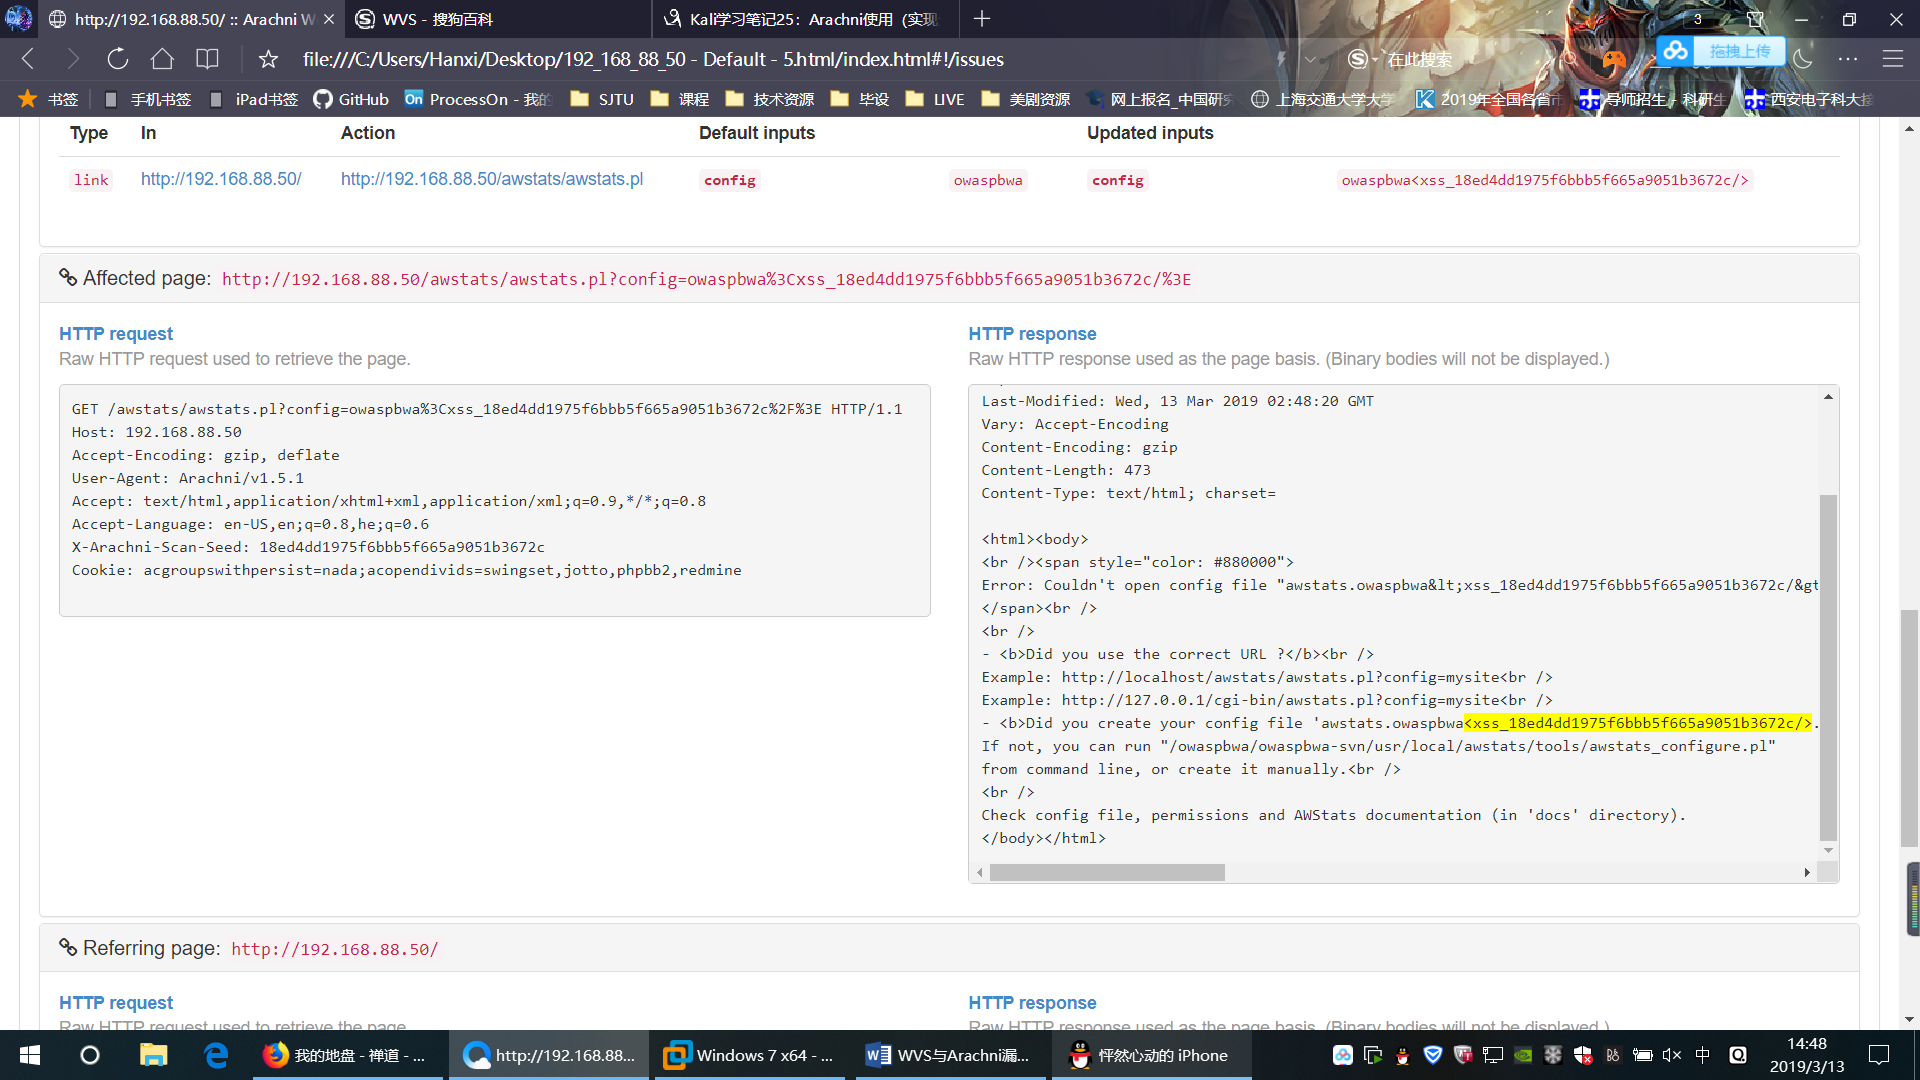 http://192.168.88.50/ :: Arachni W
WVS - 搜狗百科
Kali学习笔记25：Arachni使用（实现
3
file:///C:/Users/Hanxi/Desktop/192_168_88_50 - Default - 5.html/index.html#!/issues
在此搜索
拖拽上传
书签
手机书签
iPad书签
GitHub
On ProcessOn - 我的
SJTU
课程
技术资源
毕设
LIVE
美剧资源
网上报名_中国研究
上海交通大学大学
2019年全国各省市
导师招生 - 科研生
西安电子科大接
Type In Action Default inputs Updated inputs
link http://192.168.88.50/ http://192.168.88.50/awstats/awstats.pl config owaspbwa config owaspbwa<xss_18ed4dd1975f6bbb5f665a9051b3672c/>
Affected page: http://192.168.88.50/awstats/awstats.pl?config=owaspbwa%3Cxss_18ed4dd1975f6bbb5f665a9051b3672c/%3E
HTTP request
Raw HTTP request used to retrieve the page.
GET /awstats/awstats.pl?config=owaspbwa%3Cxss_18ed4dd1975f6bbb5f665a9051b3672c%2F%3E HTTP/1.1
Host: 192.168.88.50
Accept-Encoding: gzip, deflate
User-Agent: Arachni/v1.5.1
Accept: text/html,application/xhtml+xml,application/xml;q=0.9,*/*;q=0.8
Accept-Language: en-US,en;q=0.8,he;q=0.6
X-Arachni-Scan-Seed: 18ed4dd1975f6bbb5f665a9051b3672c
Cookie: acgroupswithpersist=nada;acopendivids=swingset,jotto,phpbb2,redmine
HTTP response
Raw HTTP response used as the page basis. (Binary bodies will not be displayed.)
Last-Modified: Wed, 13 Mar 2019 02:48:20 GMT
Vary: Accept-Encoding
Content-Encoding: gzip
Content-Length: 473
Content-Type: text/html; charset=
<html><body>
<br /><span style="color: #880000">
Error: Couldn't open config file "awstats.owaspbwa&lt;xss_18ed4dd1975f6bbb5f665a9051b3672c/&gt
</span><br />
<br />
- <b>Did you use the correct URL ?</b><br />
Example: http://localhost/awstats/awstats.pl?config=mysite<br />
Example: http://127.0.0.1/cgi-bin/awstats.pl?config=mysite<br />
- <b>Did you create your config file 'awstats.owaspbwa<xss_18ed4dd1975f6bbb5f665a9051b3672c/>.
If not, you can run "/owaspbwa/owaspbwa-svn/usr/local/awstats/tools/awstats_configure.pl"
from command line, or create it manually.<br />
<br />
Check config file, permissions and AWStats documentation (in 'docs' directory).
</body></html>
Referring page: http://192.168.88.50/
HTTP request
Raw HTTP request used to retrieve the page.
HTTP response
Raw HTTP response used as the page basis. (Binary bodies will not be displayed.)
我的地盘 - 禅道 - ...
http://192.168.88...
Windows 7 x64 - ...
WVS与Arachni漏...
怦然心动的 iPhone
中
14:48
2019/3/13